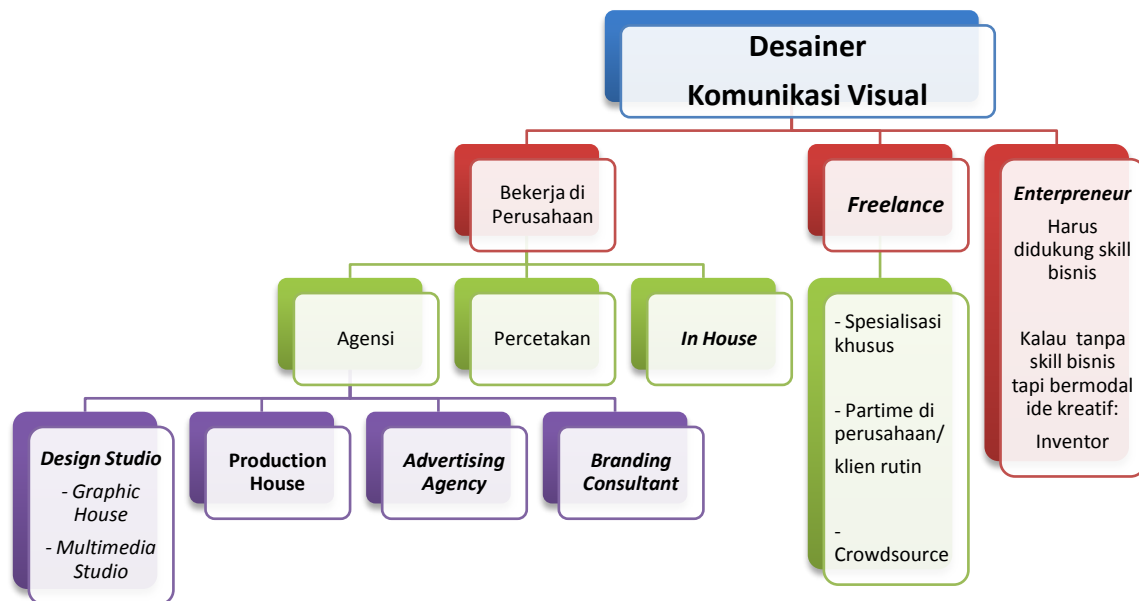 Desainer
Komunikasi Visual
Bekerja di
Perusahaan
Freelance
Enterpreneur
Harus
didukung skill
bisnis
Kalau tanpa
skill bisnis
tapi bermodal
ide kreatif:
Inventor
Agensi
Percetakan
In House
- Spesialisasi
khusus
- Partime di
perusahaan/
klien rutin
-
Crowdsource
Design Studio
- Graphic
House
- Multimedia
Studio
Production
House
Advertising
Agency
Branding
Consultant